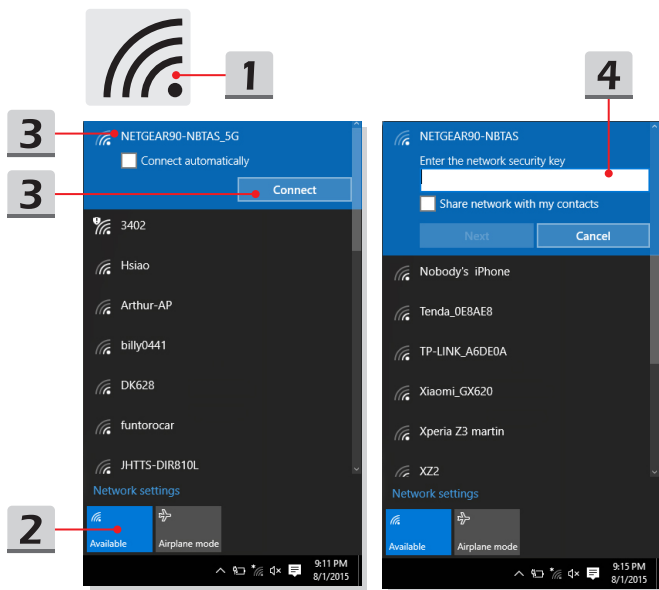 1
3
NETGEAR90-NBTAS_5G
Connect automatically
3
Connect
3402
Hsiao
Arthur-AP
billy0441
DK628
funtorocar
JHTTS-DIR810L
Network settings
2
Available
Airplane mode
9:11 PM
8/1/2015
4
NETGEAR90-NBTAS
Enter the network security key
Share network with my contacts
Next
Cancel
Nobody's iPhone
Tenda_0E8AE8
TP-LINK_A6DE0A
Xiaomi_GX620
Xperia Z3 martin
XZ2
Network settings
Available
Airplane mode
9:15 PM
8/1/2015